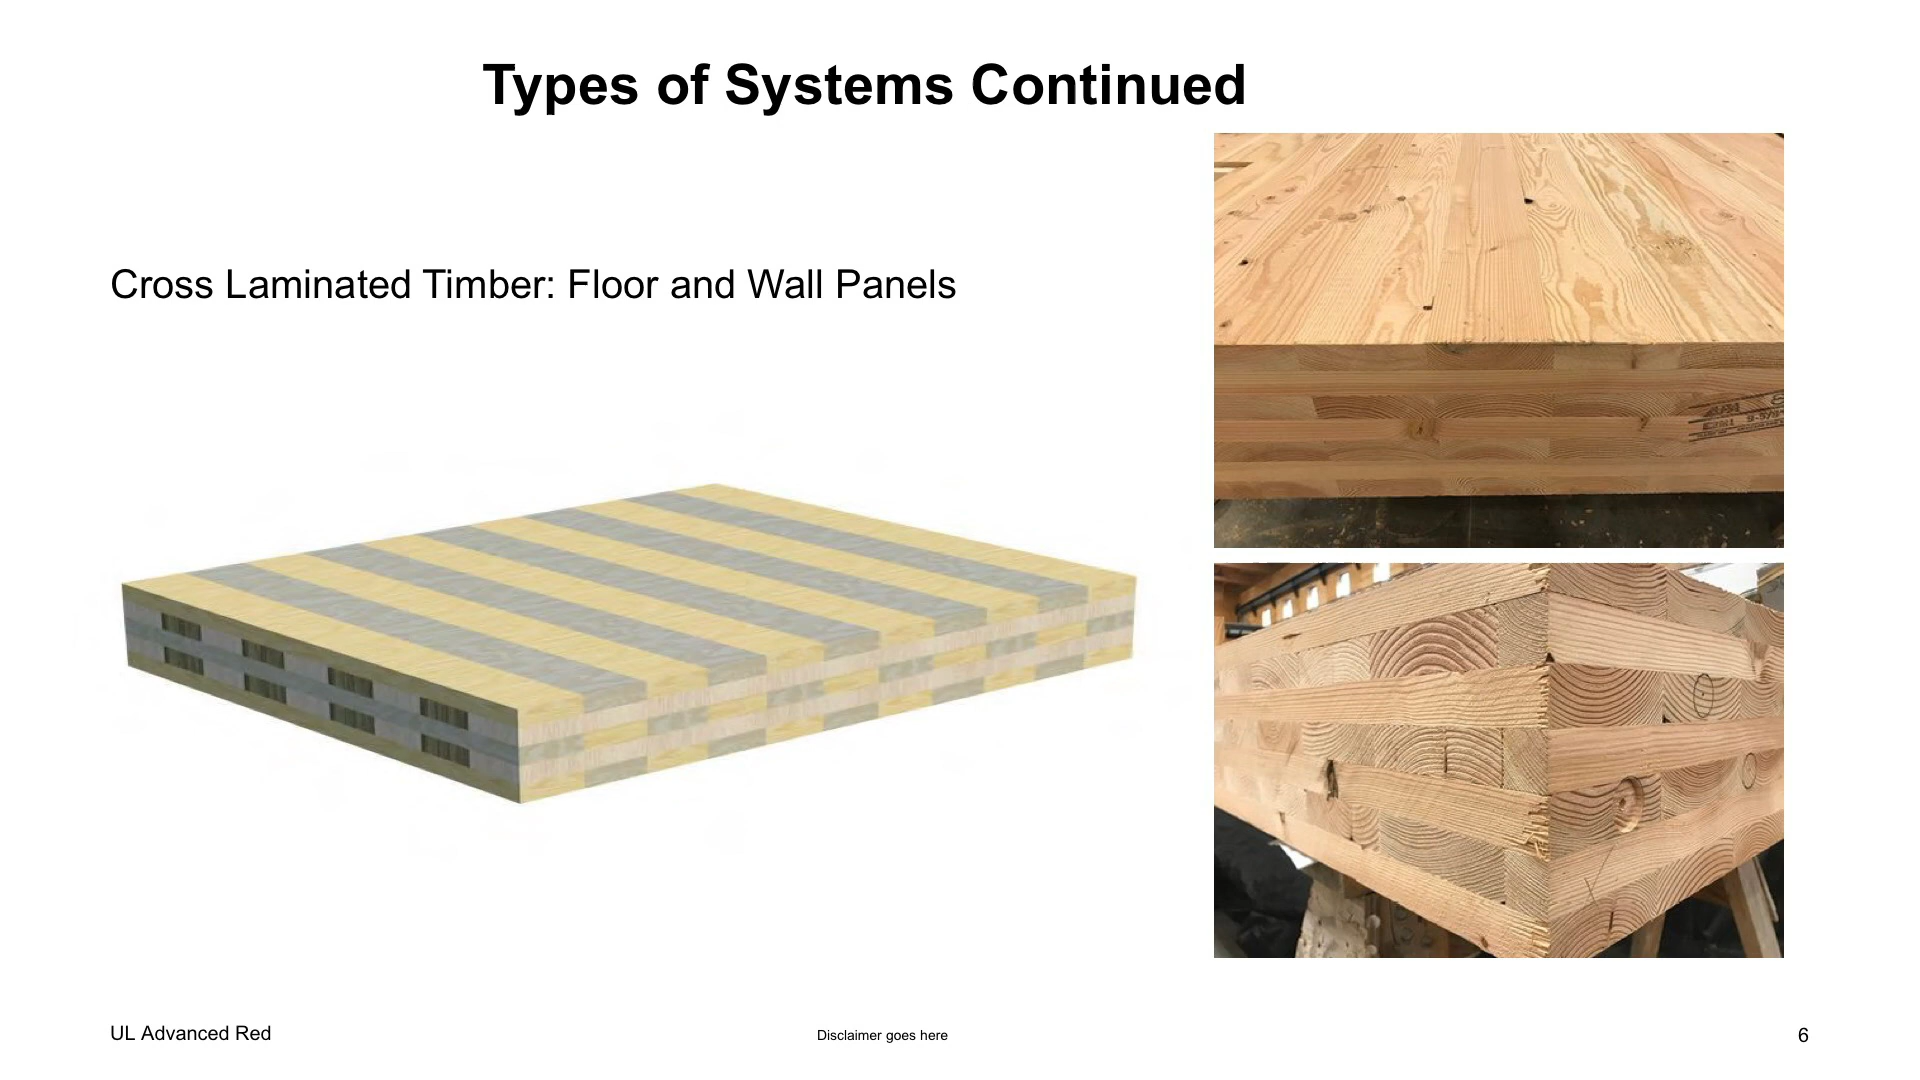 Types of Systems Continued
Cross Laminated Timber: Floor and Wall Panels
UL Advanced Red
Disclaimer goes here
6